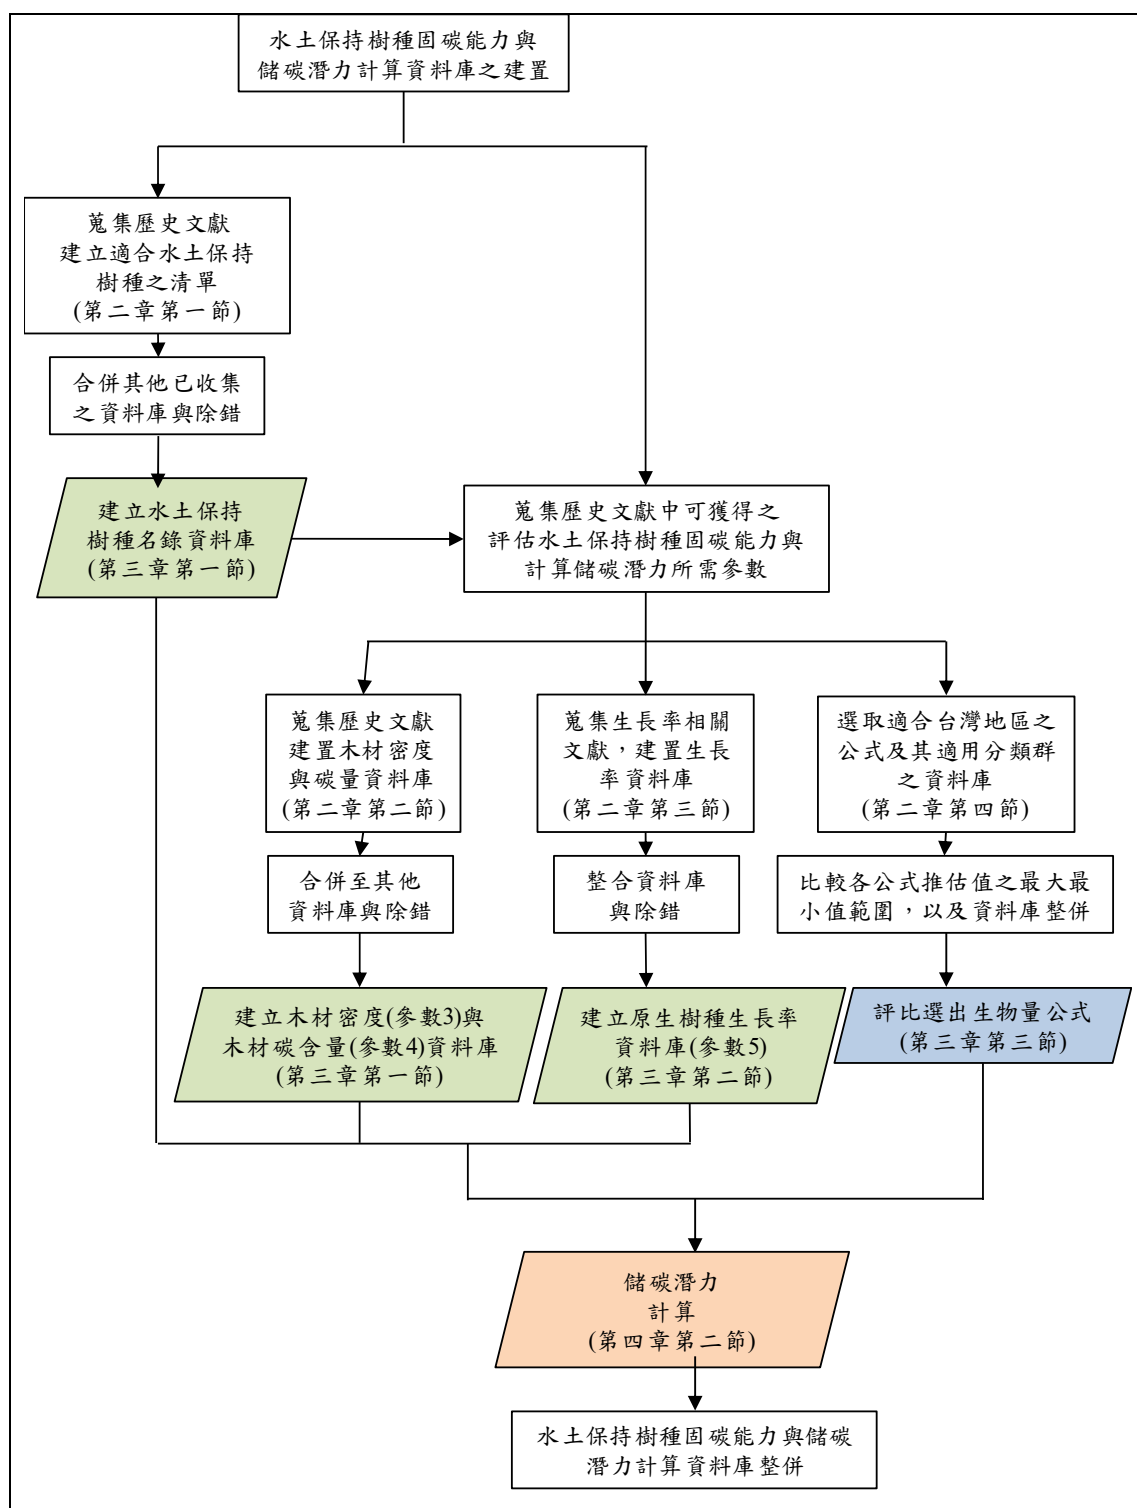 水土保持樹種固碳能力與
儲碳潛力計算資料庫之建置
蒐集歷史文獻
建立適合水土保持
樹種之清單
(第二章第一節)
合併其他已收集
之資料庫與除錯
建立水土保持
樹種名錄資料庫
(第三章第一節)
蒐集歷史文獻中可獲得之
評估水土保持樹種固碳能力與
計算儲碳潛力所需參數
蒐集歷史文獻
建置木材密度
與碳量資料庫
(第二章第二節)
蒐集生長率相關
文獻，建置生長
率資料庫
(第二章第三節)
選取適合台灣地區之
公式及其適用分類群
之資料庫
(第二章第四節)
合併至其他
資料庫與除錯
整合資料庫
與除錯
比較各公式推估值之最大最
小值範圍，以及資料庫整併
建立木材密度(參數3)與
木材碳含量(參數4)資料庫
(第三章第一節)
建立原生樹種生長率
資料庫(參數5)
(第三章第二節)
評比選出生物量公式
(第三章第三節)
儲碳潛力
計算
(第四章第二節)
水土保持樹種固碳能力與儲碳
潛力計算資料庫整併